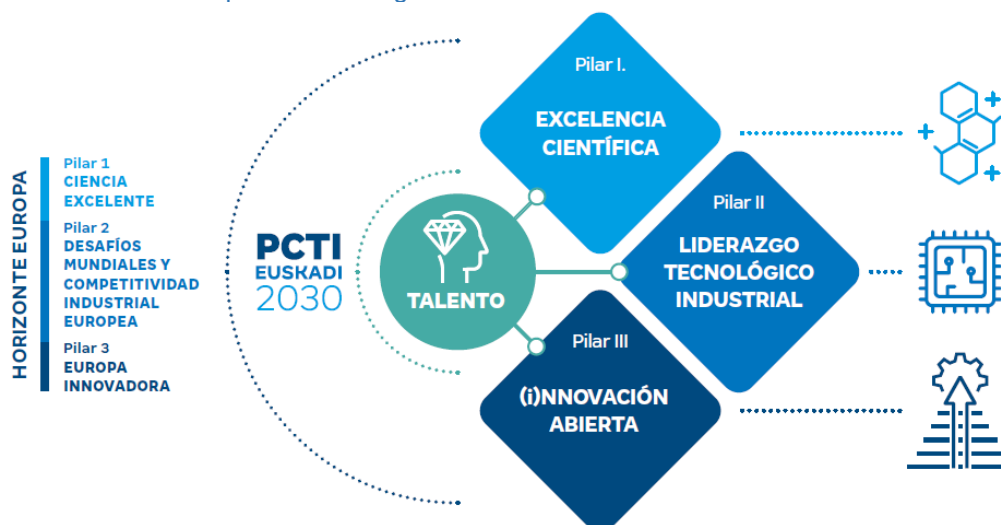 HORIZONTE EUROPA
Pilar 1
CIENCIA
EXCELENTE
Pilar 2
DESAFÍOS
MUNDIALES Y
COMPETITIVIDAD
INDUSTRIAL
EUROPEA
Pilar 3
EUROPA
INNOVADORA
PCTI
EUSKADI
2030
TALENTO
Pilar I.
EXCELENCIA
CIENTÍFICA
Pilar II
LIDERAZGO
TECNOLÓGICO
INDUSTRIAL
Pilar III
(i)NNOVACIÓN
ABIERTA